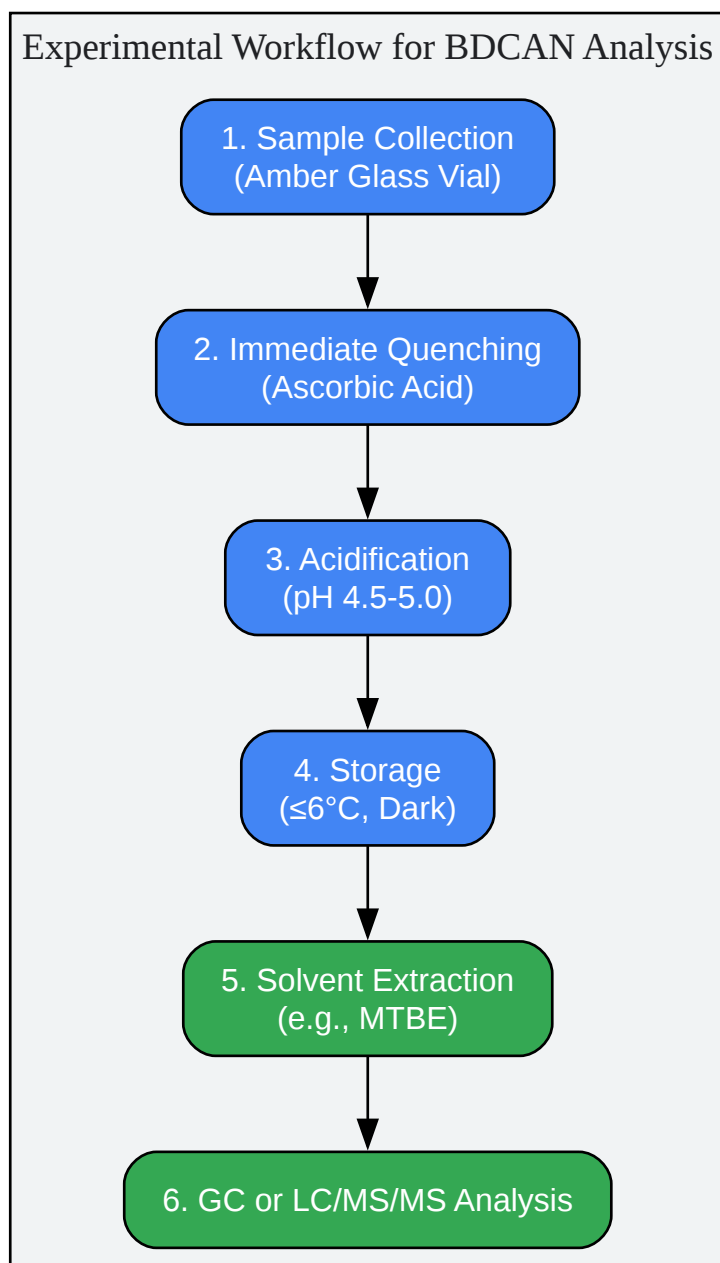 Experimental Workflow for BDCAN Analysis
1. Sample Collection
(Amber Glass Vial)
2. Immediate Quenching
(Ascorbic Acid)
3. Acidification
(pH 4.5-5.0)
4. Storage
(≤6°C, Dark)
5. Solvent Extraction
(e.g., MTBE)
6. GC or LC/MS/MS Analysis